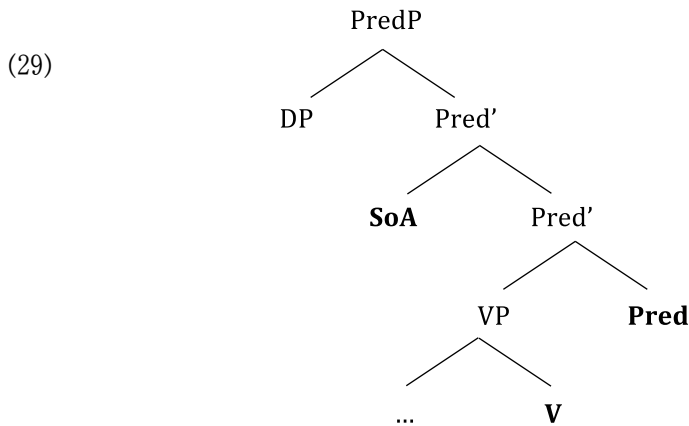 PredP
(29)
DP Pred’
SoA Pred’
VP Pred
... V